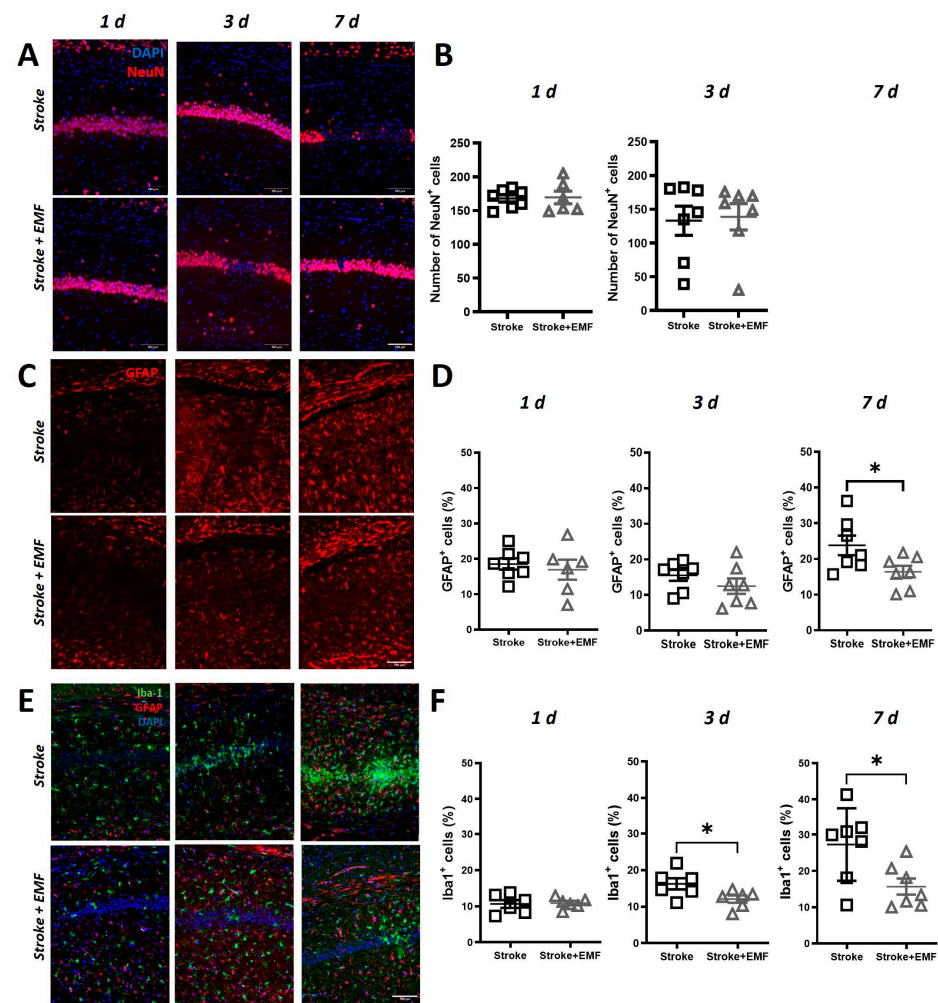 1 d 3 d 7 d
A
DAPI
NeuN
Stroke
Stroke + EMF
B
1 d 3 d 7 d
Number of NeuN+ cells
250
200
150
100
50
0
Stroke Stroke+EMF
Number of NeuN+ cells
250
200
150
100
50
0
Stroke Stroke+EMF
C
GFAP
Stroke
Stroke + EMF
D
1 d 3 d 7 d
GFAP+ cells (%)
50
40
30
20
10
0
Stroke Stroke+EMF
GFAP+ cells (%)
50
40
30
20
10
0
Stroke Stroke+EMF
GFAP+ cells (%)
50
40
30
20
10
0
*
Stroke Stroke+EMF
E
Iba-1
GFAP
DAPI
Stroke
Stroke + EMF
F
1 d 3 d 7 d
Iba1+ cells (%)
50
40
30
20
10
0
Stroke Stroke+EMF
Iba1+ cells (%)
50
40
30
20
10
0
*
Stroke Stroke+EMF
Iba1+ cells (%)
50
40
30
20
10
0
*
Stroke Stroke+EMF